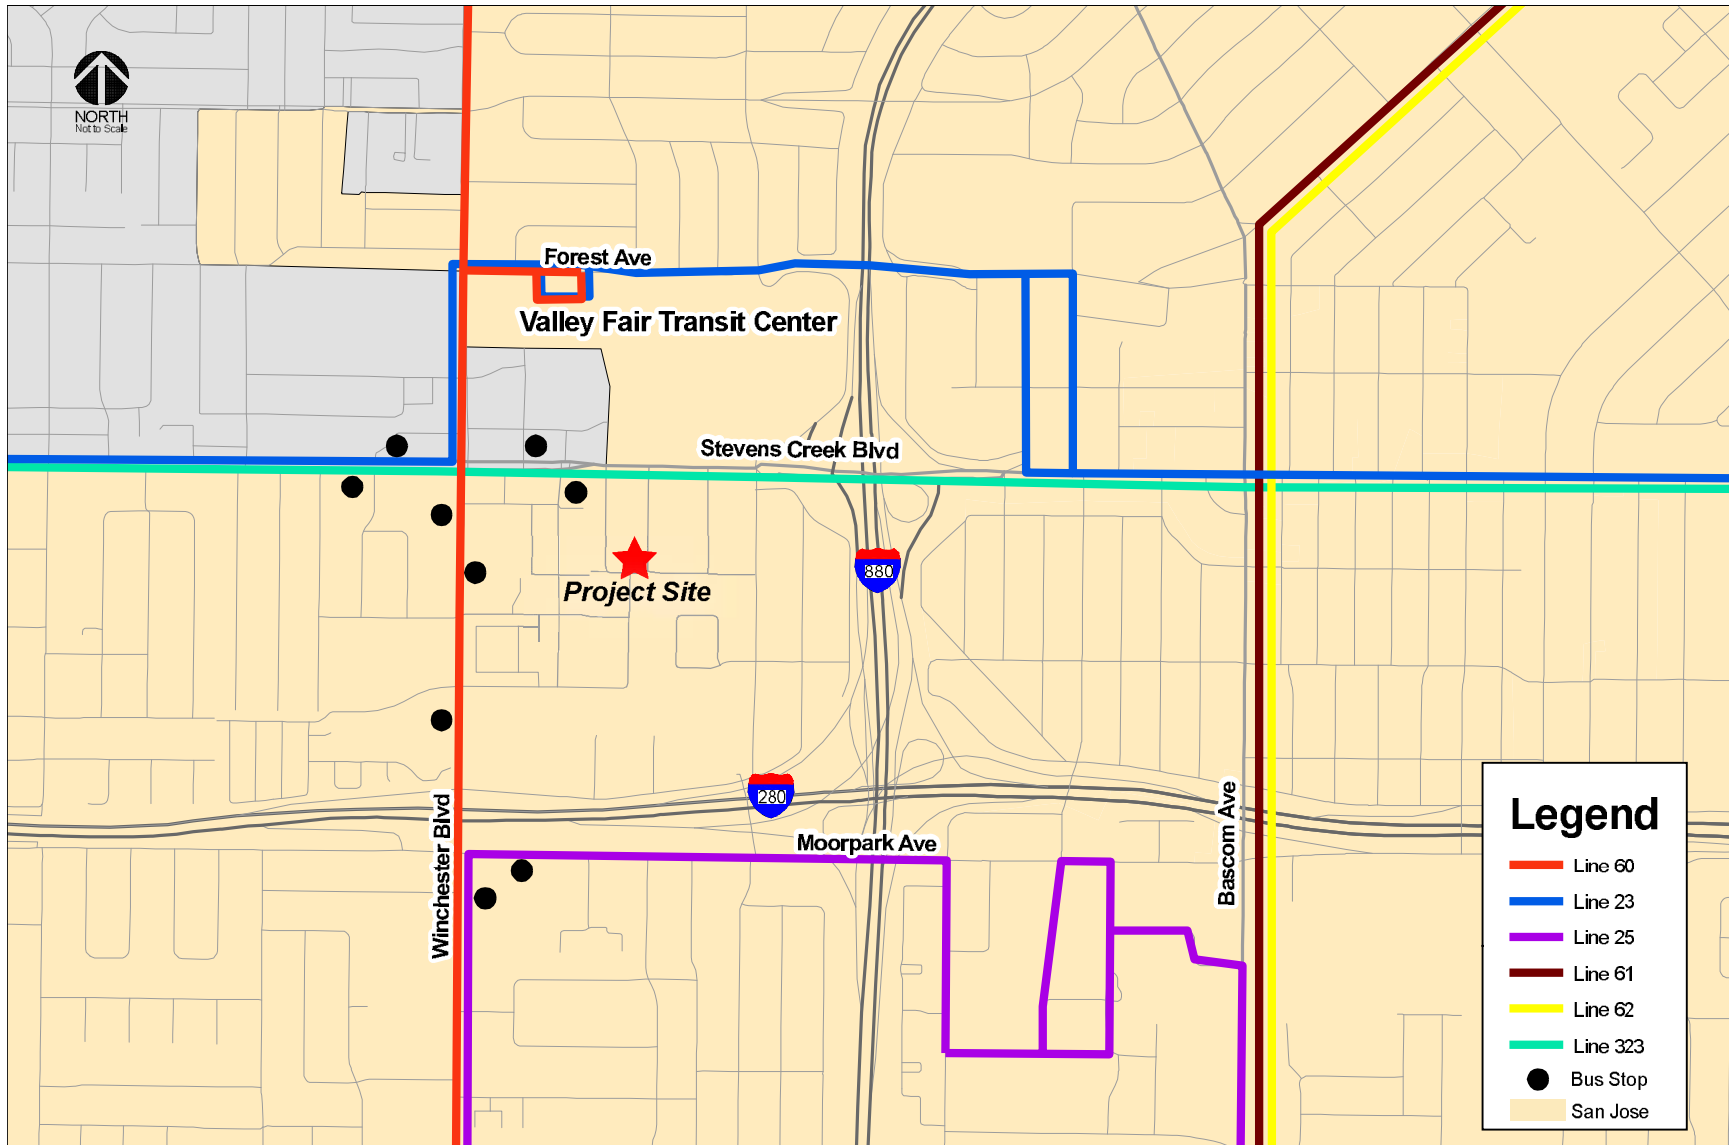 NORTH
Not to Scale
Forest Ave
Valley Fair Transit Center
Stevens Creek Blvd
Project Site
880
280
Moorpark Ave
Winchester Blvd
Bascom Ave
Legend
Line 60
Line 23
Line 25
Line 61
Line 62
Line 323
Bus Stop
San Jose